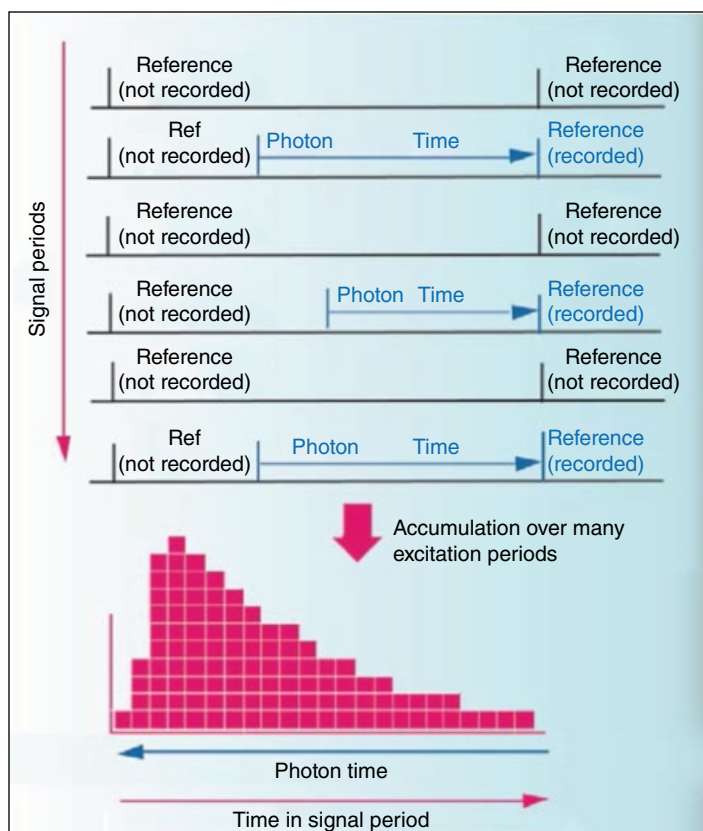 Reference
(not recorded)
Reference
(not recorded)
Ref
(not recorded)
Photon Time
Reference
(recorded)
Reference
(not recorded)
Reference
(not recorded)
Signal periods
Reference
(not recorded)
Photon Time
Reference
(recorded)
Reference
(not recorded)
Reference
(not recorded)
Ref
(not recorded)
Photon Time
Reference
(recorded)
Accumulation over many
excitation periods
Photon time
Time in signal period